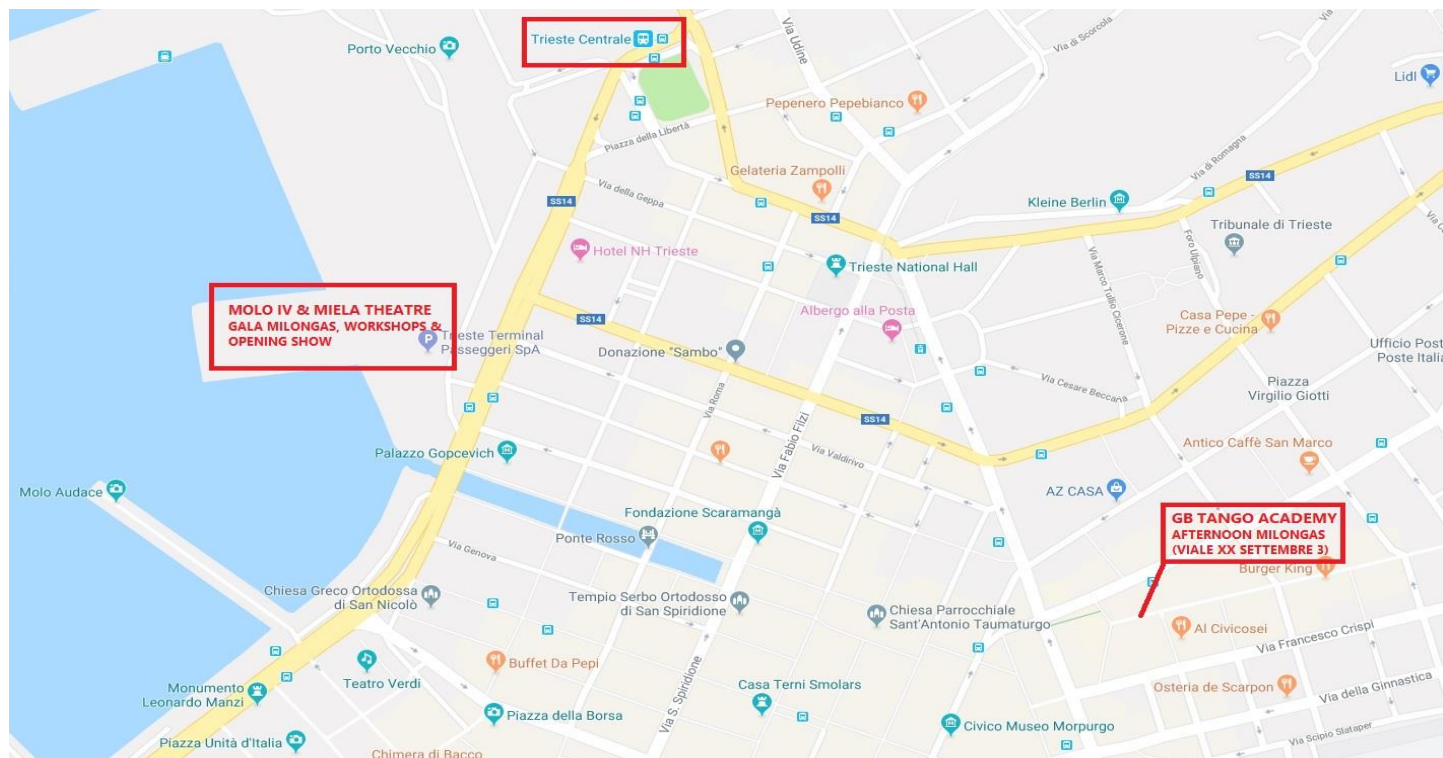 Trieste Centrale
Porto Vecchio
Via Udine
Via di Scorcola
Lidl
Pepenero Pepebianco
Piazza della Libertà
Gelateria Zampolli
Via di Romagna
SS14
Via della Geppa
SS14
SS14
Kleine Berlin
Tribunale di Trieste
Foro Ulpiano
Hotel NH Trieste
Trieste National Hall
Via Marco Tullio Cicerone
MOLO IV & MIELA THEATRE
GALA MILONGAS, WORKSHOPS &
OPENING SHOW
Trieste Terminal
Passeggeri SpA
P
SS14
Albergo alla Posta
Casa Pepe -
Pizze e Cucina
Donazione "Sambo"
Ufficio Post
Poste Italia
Via Cesare Beccaria
Piazza
Virgilio Giotti
Via Roma
SS14
Via Fabio Filzi
Via Valdirivo
Antico Caffè San Marco
Palazzo Gopcevich
Molo Audace
AZ CASA
Fondazione Scaramangà
GB TANGO ACADEMY
AFTERNOON MILONGAS
(VIALE XX SETTEMBRE 3)
Ponte Rosso
Via Genova
Burger King
Chiesa Greco Ortodossa
di San Nicolò
Tempio Serbo Ortodosso
di San Spiridione
Chiesa Parrocchiale
Sant'Antonio Taumaturgo
Al Civicosei
Via Francesco Crispi
Buffet Da Pepi
Teatro Verdi
Via S. Spiridione
Casa Terni Smolars
Osteria de Scarpon
Via della Ginnastica
Monumento
Leonardo Manzi
Piazza della Borsa
Civico Museo Morpurgo
Via Scipio Slataper
Piazza Unità d'Italia
Chimera di Bacco